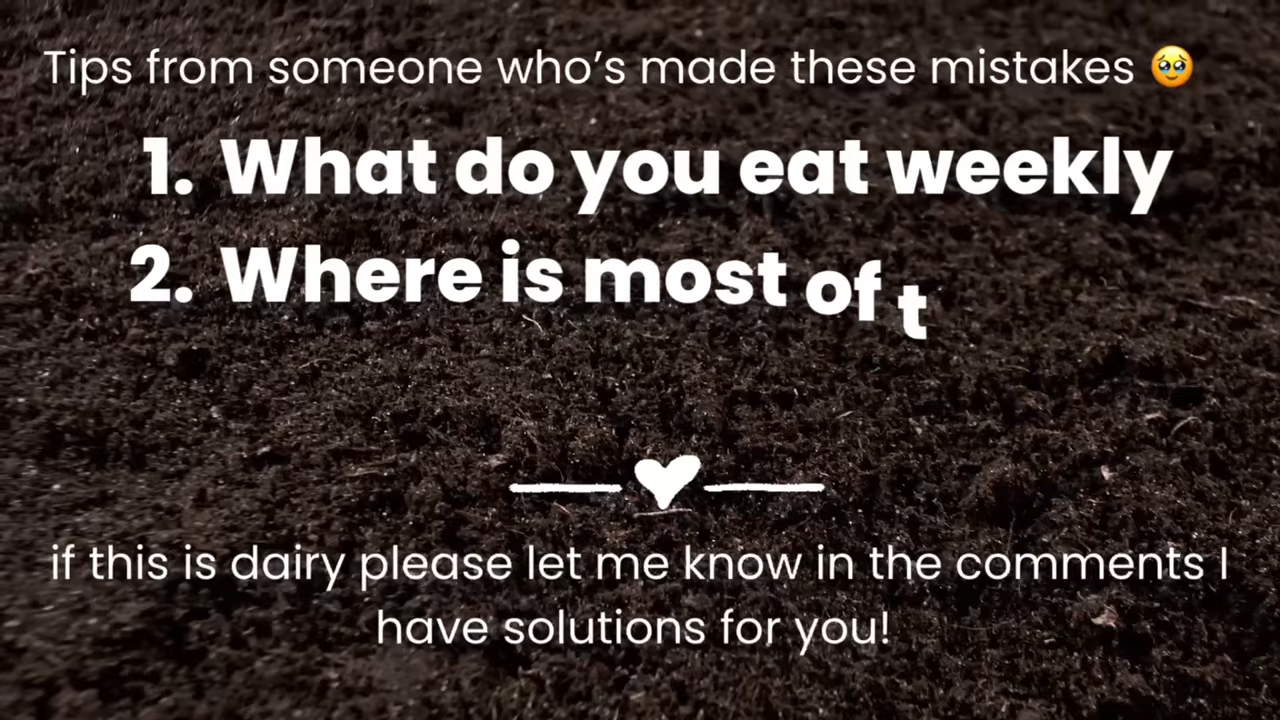 Tips from someone who’s made these mistakes 🥹
1. What do you eat weekly
2. Where is most of t
if this is dairy please let me know in the comments I
have solutions for you!